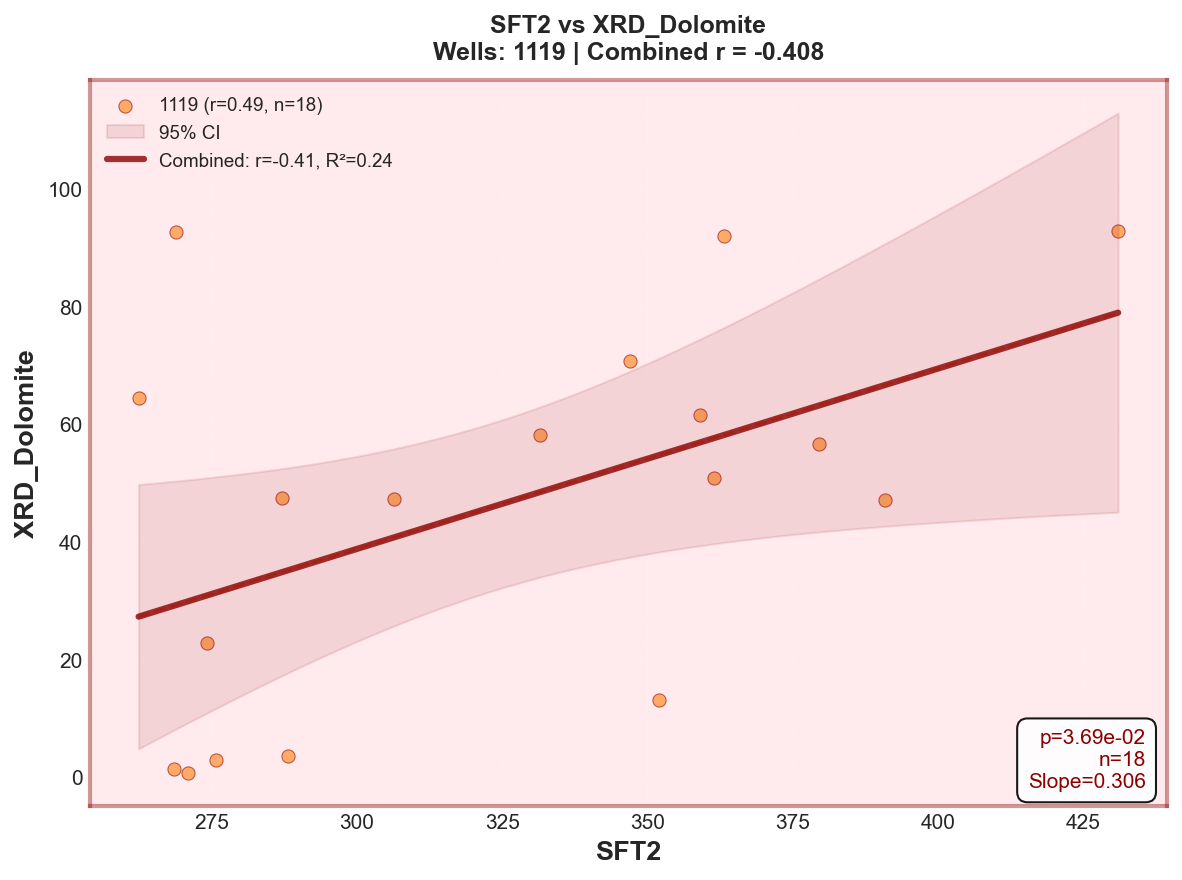 SFT2 vs XRD_Dolomite
Wells: 1119 | Combined r = -0.408
1119 (r=0.49, n=18)
95% CI
Combined: r=-0.41, R²=0.24
XRD_Dolomite
100
80
60
40
20
0
p=3.69e-02
n=18
Slope=0.306
275 300 325 350 375 400 425
SFT2